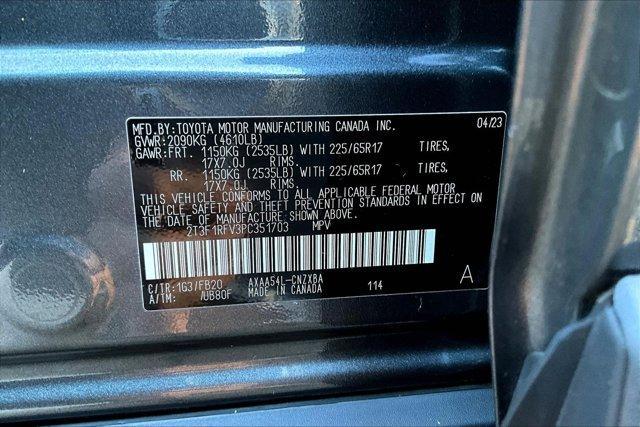 MFD.BY:TOYOTA MOTOR MANUFACTURING CANADA INC. 04/23
GVWR:2090KG (4610LB)
GAWR:FRT. 1150KG (2535LB) WITH 225/65R17 TIRES,
17X7.0J RIMS.
RR. 1150KG (2535LB) WITH 225/65R17 TIRES,
17X7.0J RIMS.
THIS VEHICLE CONFORMS TO ALL APPLICABLE FEDERAL MOTOR
VEHICLE SAFETY AND THEFT PREVENTION STANDARDS IN EFFECT ON
THE DATE OF MANUFACTURE SHOWN ABOVE.
2T3F1RFV3PC351703 MPV
C/TR:1G3/FB20 AXAA54L-CNZXBA
A/TM: /UB80F MADE IN CANADA 114 A